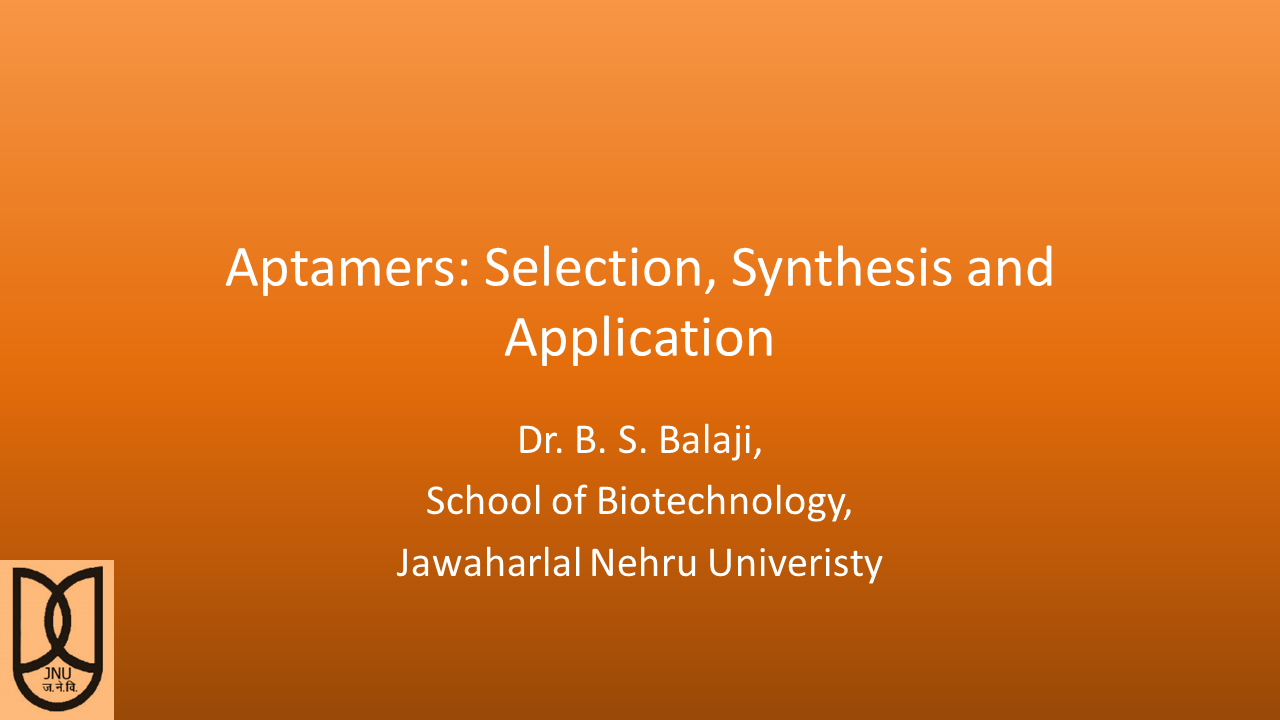 Aptamers: Selection, Synthesis and
Application
Dr. B. S. Balaji,
School of Biotechnology,
Jawaharlal Nehru Univeristy
JNU
ज.ने.वि.